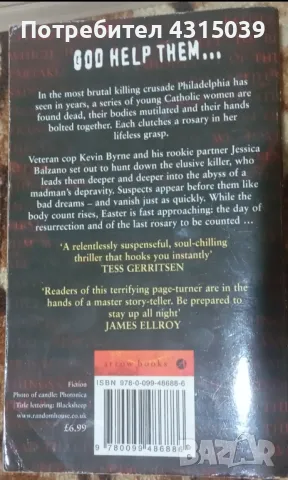 Потребител 4315039
GOD HELP THEM...
In the most brutal killing crusade Philadelphia has
seen in years, a series of young Catholic women are
found dead, their bodies mutilated and their hands
bolted together. Each clutches a rosary in her
lifeless grasp.
Veteran cop Kevin Byrne and his rookie partner Jessica
Balzano set out to hunt down the elusive killer, who
leads them deeper and deeper into the abyss of a
madman's depravity. Suspects appear before them like
bad dreams – and vanish just as quickly. While the
body count rises, Easter is fast approaching: the day of
resurrection and of the last rosary to be counted ...
'A relentlessly suspenseful, soul-chilling
thriller that hooks you instantly'
TESS GERRITSEN
'Readers of this terrifying page-turner are in the
hands of a master story-teller. Be prepared to
stay up all night'
JAMES ELLROY
arrow books
ISBN 978-0-099-48688-6
9780099486886
Fiction
Photo of candle: Photonica
Title lettering: Blacksheep
www.randomhouse.co.uk
£6.99
bazar